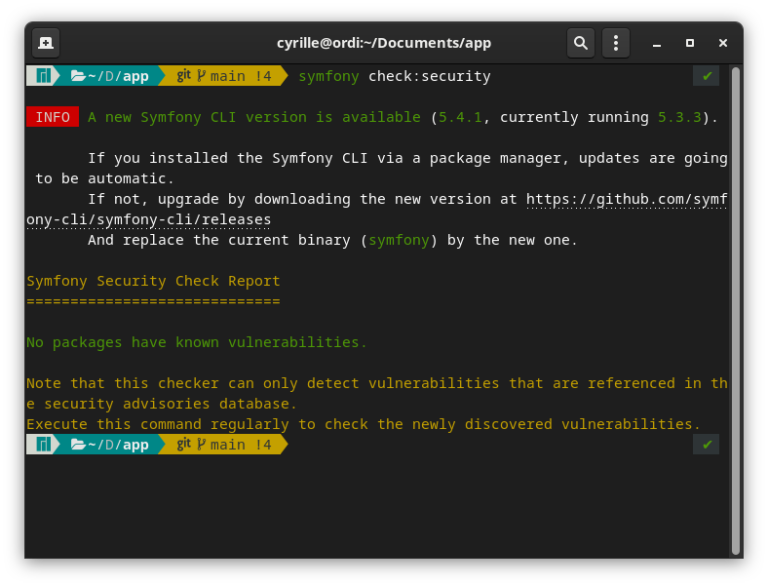 cyrille@ordi:~/Documents/app
~/D/app git main !4 symfony check:security ✔
INFO A new Symfony CLI version is available (5.4.1, currently running 5.3.3).
If you installed the Symfony CLI via a package manager, updates are going
to be automatic.
If not, upgrade by downloading the new version at https://github.com/symf
ony-cli/symfony-cli/releases
And replace the current binary (symfony) by the new one.
Symfony Security Check Report
=============================
No packages have known vulnerabilities.
Note that this checker can only detect vulnerabilities that are referenced in th
e security advisories database.
Execute this command regularly to check the newly discovered vulnerabilities.
~/D/app git main !4 ✔